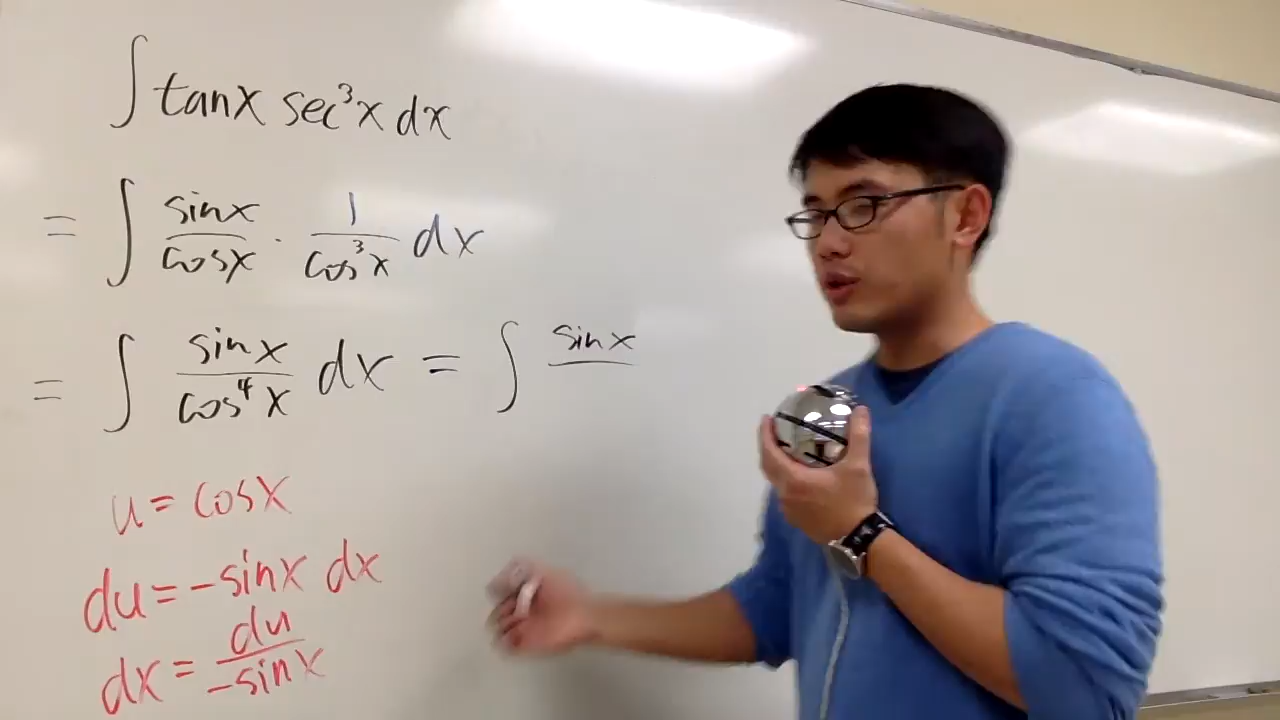 ∫ tanx sec³x dx
= ∫ sinx/cosx · 1/cos³x dx
= ∫ sinx/cos⁴x dx = ∫ sinx/
u = cosx
du = -sinx dx
dx = du/-sinx